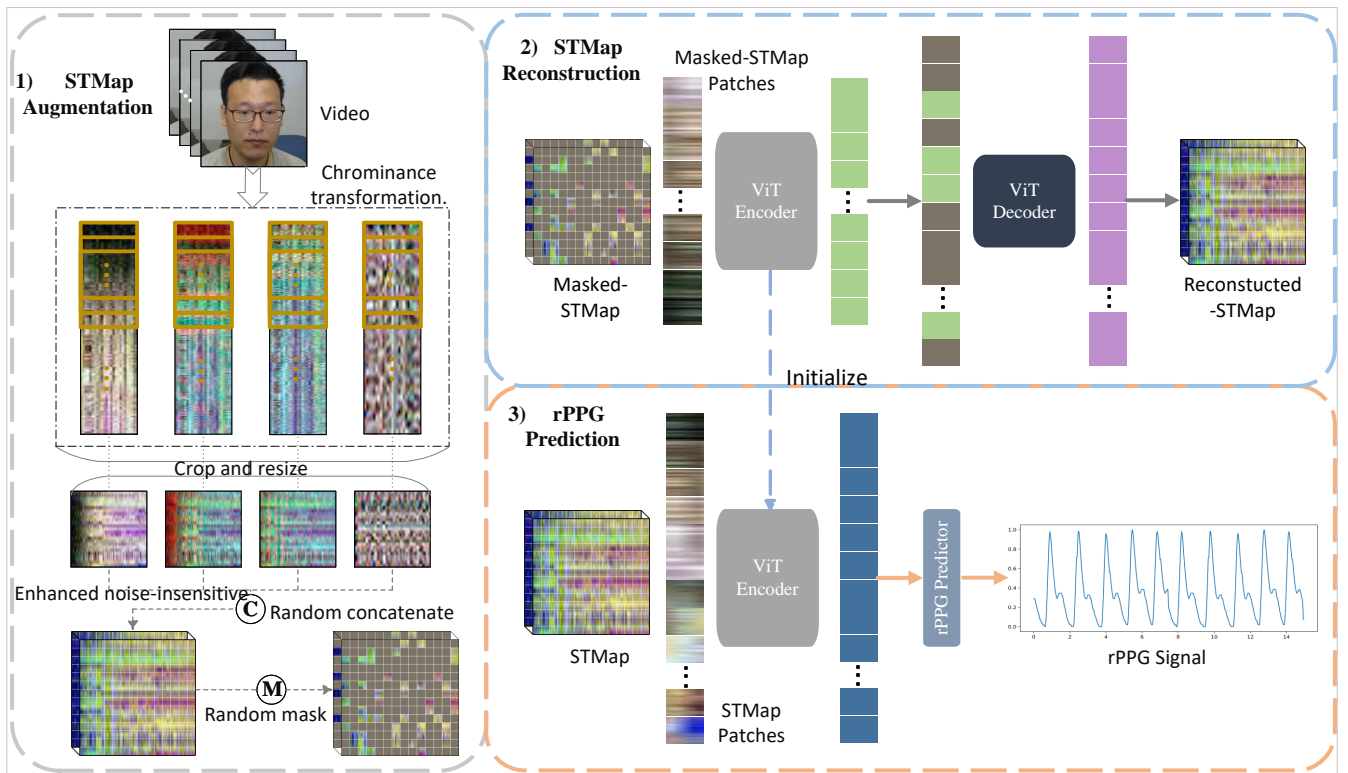 1) STMap
Augmentation
Video
Chrominance
transformation.
Crop and resize
Enhanced noise-insensitive
C
Random concatenate
M
Random mask
2) STMap
Reconstruction
Masked-STMap
Patches
Masked-
STMap
ViT
Encoder
ViT
Decoder
Reconstucted
-STMap
Initialize
3) rPPG
Prediction
STMap
STMap
Patches
ViT
Encoder
rPPG Predictor
1.0
0.8
0.6
0.4
0.2
0.0
0 2 4 6 8 10 12 14
rPPG Signal